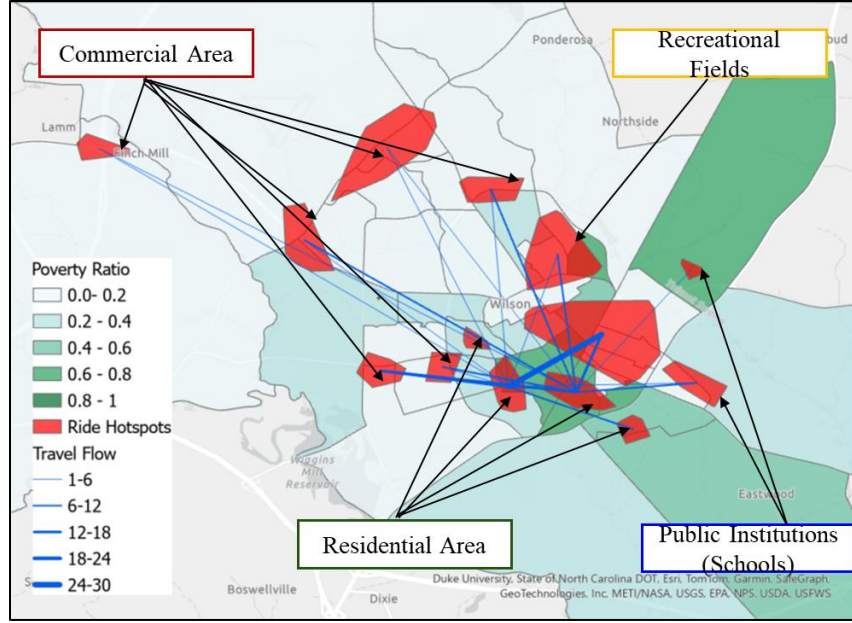 Commercial Area
Recreational
Fields
Ponderosa
bud
Lamm
Northside
Finch Mill
Poverty Ratio
0.0- 0.2
0.2 - 0.4
0.4 - 0.6
0.6 - 0.8
0.8 - 1
Ride Hotspots
Travel Flow
1-6
6-12
12-18
18-24
24-30
Wilson
Wiggins
Mill
Reservoir
Eastwood
Residential Area
Public Institutions
(Schools)
Boswellville
Dixie
Duke University, State of North Carolina DOT, Esri, TomTom, Garmin, SafeGraph,
GeoTechnologies, Inc, METI/NASA, USGS, EPA, NPS, USDA, USFWS